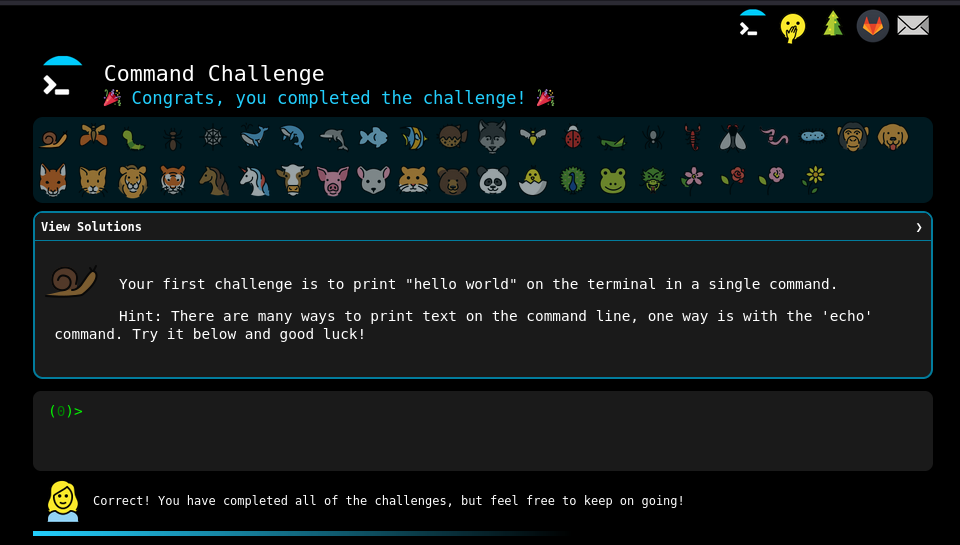 Command Challenge
🎉 Congrats, you completed the challenge! 🎉
View Solutions ❯
Your first challenge is to print "hello world" on the terminal in a single command.
Hint: There are many ways to print text on the command line, one way is with the 'echo'
command. Try it below and good luck!
(0)>
Correct! You have completed all of the challenges, but feel free to keep on going!